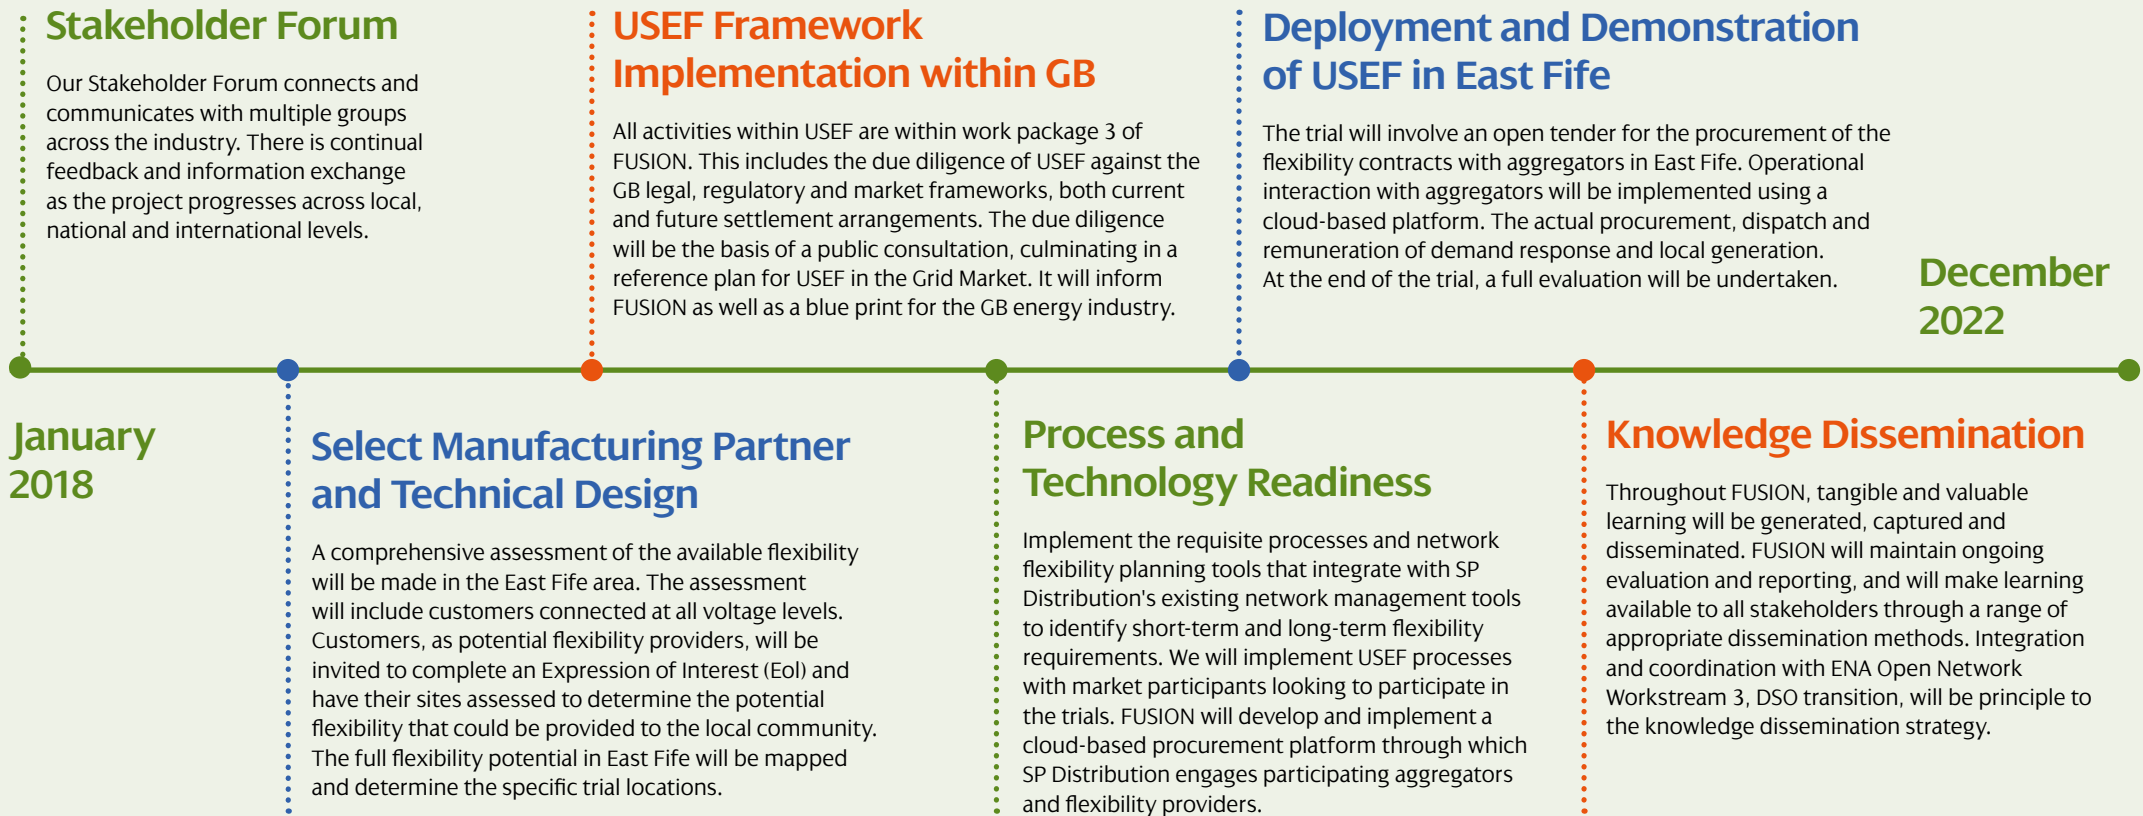 Stakeholder Forum
Our Stakeholder Forum connects and
communicates with multiple groups
across the industry. There is continual
feedback and information exchange
as the project progresses across local,
national and international levels.
USEF Framework
Implementation within GB
All activities within USEF are within work package 3 of
FUSION. This includes the due diligence of USEF against the
GB legal, regulatory and market frameworks, both current
and future settlement arrangements. The due diligence
will be the basis of a public consultation, culminating in a
reference plan for USEF in the Grid Market. It will inform
FUSION as well as a blue print for the GB energy industry.
Deployment and Demonstration
of USEF in East Fife
The trial will involve an open tender for the procurement of the
flexibility contracts with aggregators in East Fife. Operational
interaction with aggregators will be implemented using a
cloud-based platform. The actual procurement, dispatch and
remuneration of demand response and local generation.
At the end of the trial, a full evaluation will be undertaken.
December
2022
January
2018
Select Manufacturing Partner
and Technical Design
A comprehensive assessment of the available flexibility
will be made in the East Fife area. The assessment
will include customers connected at all voltage levels.
Customers, as potential flexibility providers, will be
invited to complete an Expression of Interest (EoI) and
have their sites assessed to determine the potential
flexibility that could be provided to the local community.
The full flexibility potential in East Fife will be mapped
and determine the specific trial locations.
Process and
Technology Readiness
Implement the requisite processes and network
flexibility planning tools that integrate with SP
Distribution's existing network management tools
to identify short-term and long-term flexibility
requirements. We will implement USEF processes
with market participants looking to participate in
the trials. FUSION will develop and implement a
cloud-based procurement platform through which
SP Distribution engages participating aggregators
and flexibility providers.
Knowledge Dissemination
Throughout FUSION, tangible and valuable
learning will be generated, captured and
disseminated. FUSION will maintain ongoing
evaluation and reporting, and will make learning
available to all stakeholders through a range of
appropriate dissemination methods. Integration
and coordination with ENA Open Network
Workstream 3, DSO transition, will be principle to
the knowledge dissemination strategy.